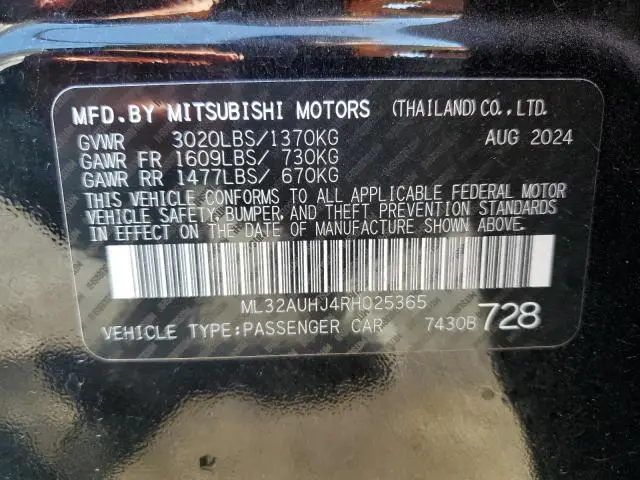 MFD.BY MITSUBISHI MOTORS (THAILAND)CO.,LTD.
GVWR 3020LBS/1370KG AUG 2024
GAWR FR 1609LBS/ 730KG
GAWR RR 1477LBS/ 670KG
THIS VEHICLE CONFORMS TO ALL APPLICABLE FEDERAL MOTOR
VEHICLE SAFETY, BUMPER, AND THEFT PREVENTION STANDARDS
IN EFFECT ON THE DATE OF MANUFACTURE SHOWN ABOVE.
ML32AUHJ4RH025365
VEHICLE TYPE:PASSENGER CAR 7430B 728